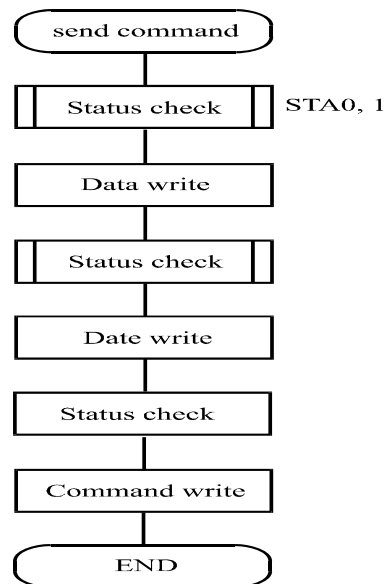 send command
Status check
STA0, 1
Data write
Status check
Date write
Status check
Command write
END